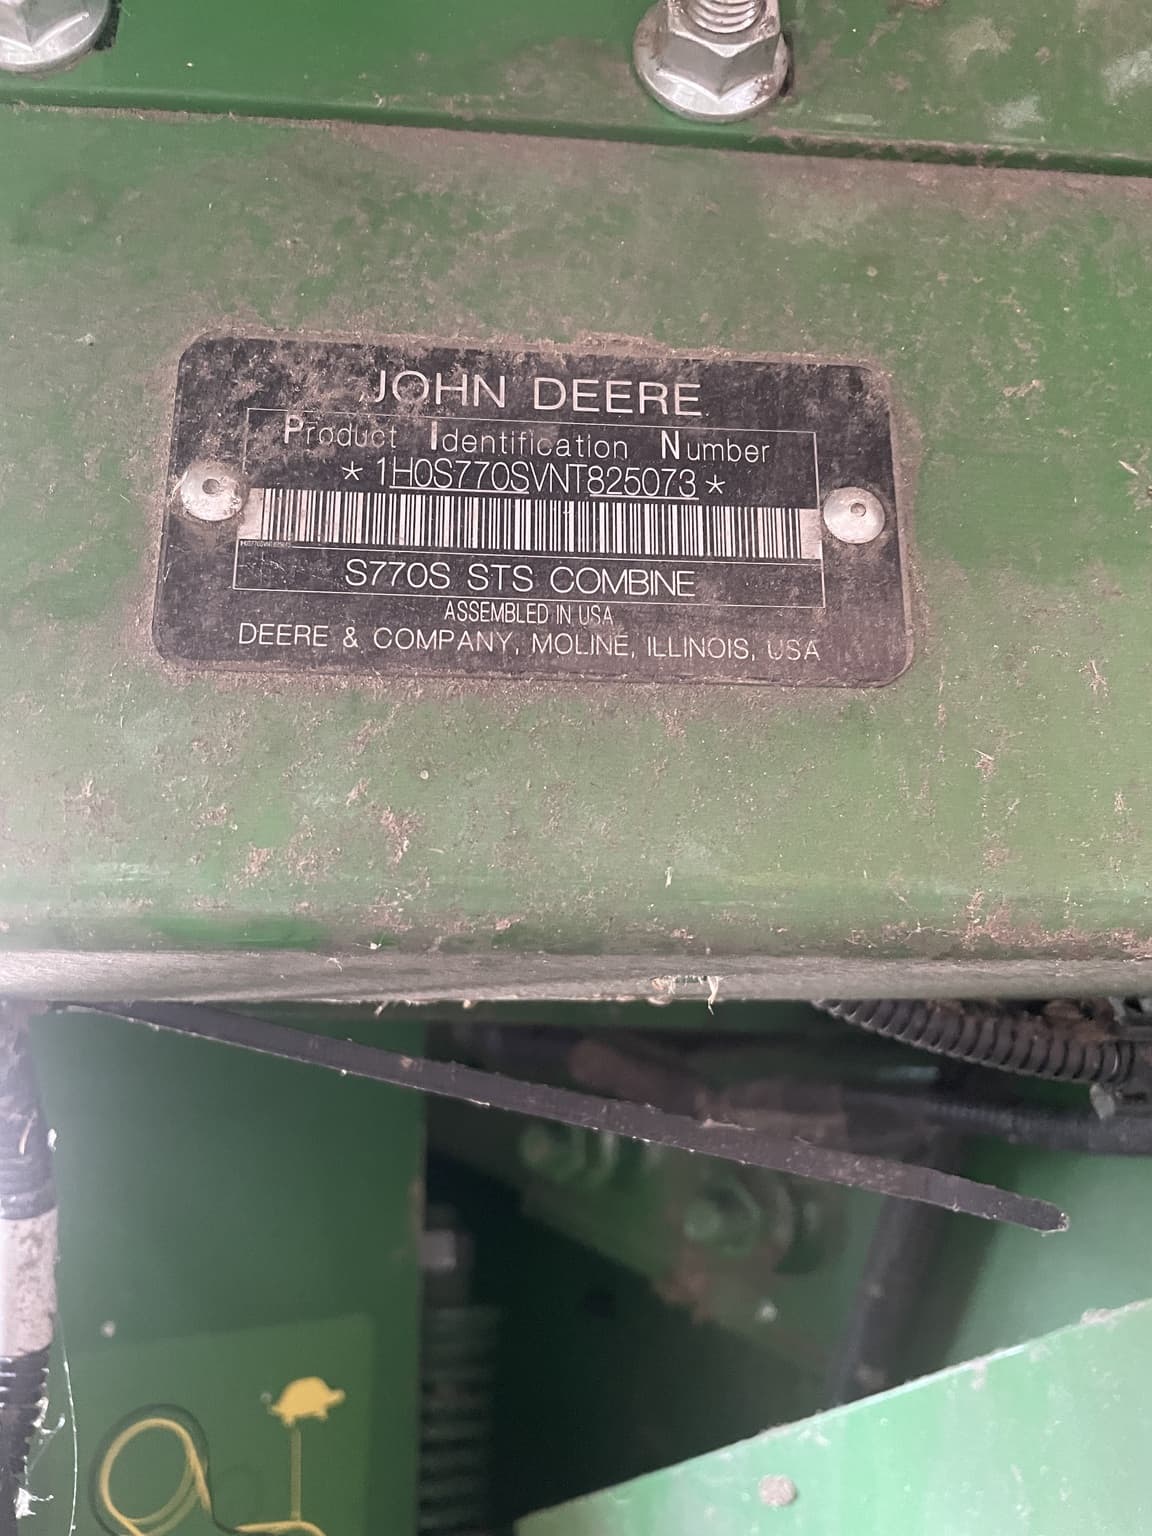 JOHN DEERE
Product Identification Number
* 1H0S770SVNT825073 *
S770S STS COMBINE
ASSEMBLED IN USA
DEERE & COMPANY, MOLINE, ILLINOIS, USA